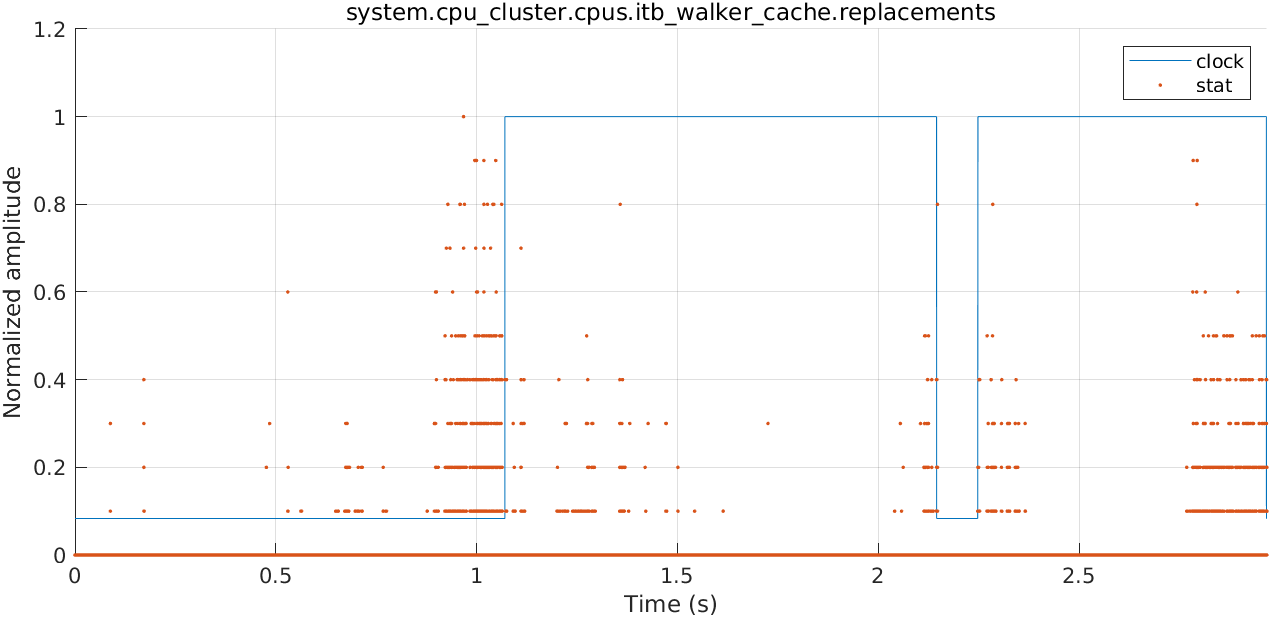 system.cpu_cluster.cpus.itb_walker_cache.replacements
1.2
1
0.8
0.6
0.4
0.2
0
Normalized amplitude
clock
stat
0 0.5 1 1.5 2 2.5
Time (s)